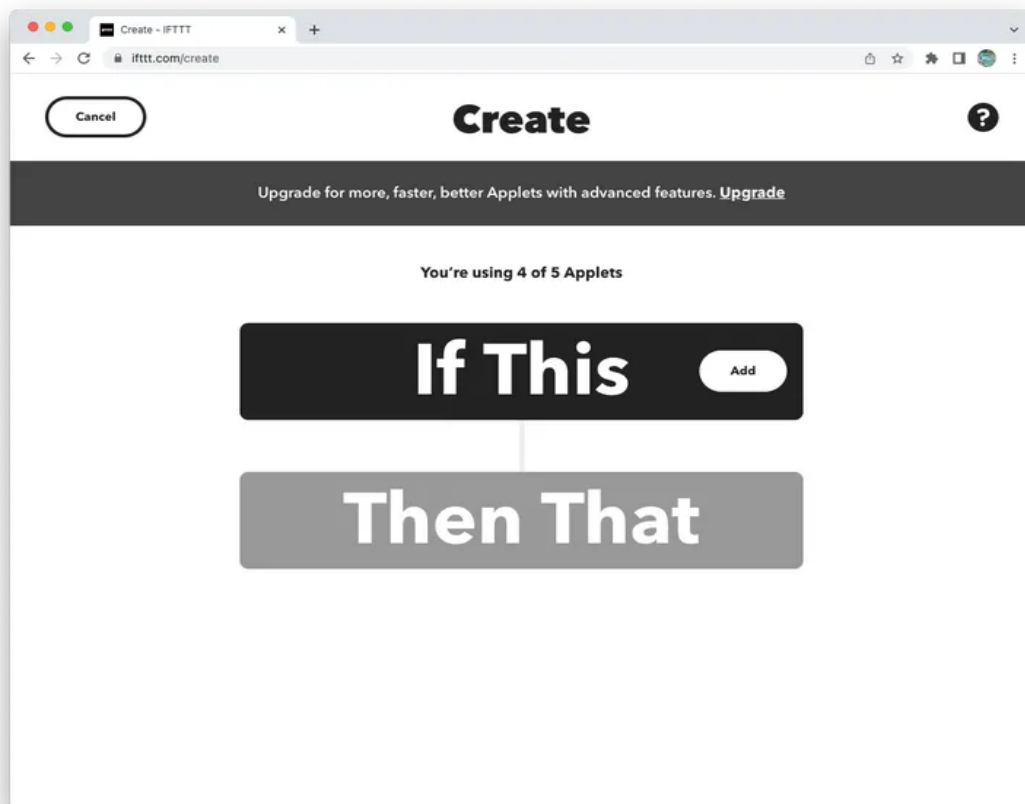 Create - IFTTT
ifttt.com/create
Cancel
Create
?
Upgrade for more, faster, better Applets with advanced features. Upgrade
You're using 4 of 5 Applets
If This
Add
Then That